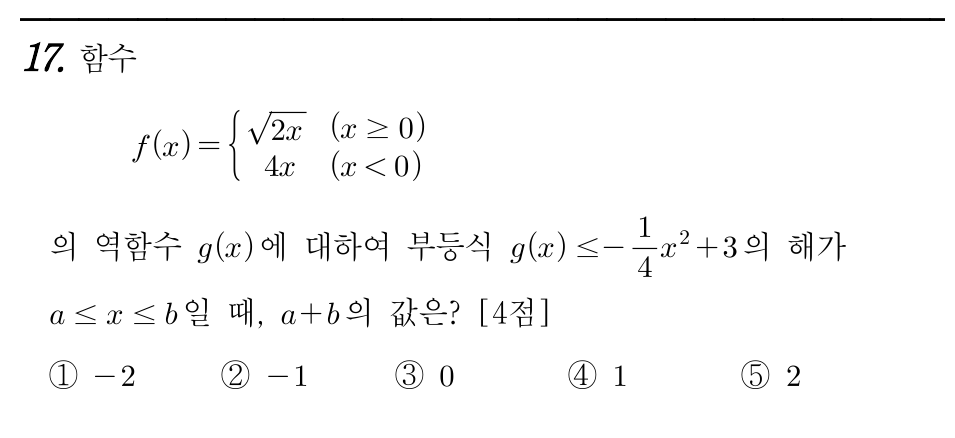 17. 함수
f(x) = { √(2x) (x ≥ 0)
4x (x < 0)
의 역함수 g(x)에 대하여 부등식 g(x) ≤ -1/4 x² + 3의 해가
a ≤ x ≤ b일 때, a+b의 값은? [4점]
① -2 ② -1 ③ 0 ④ 1 ⑤ 2